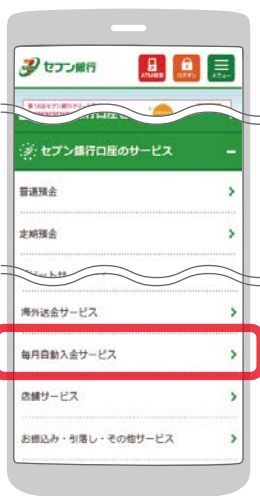 セブン銀行
ATM検索
ログイン
メニュー
セブン銀行口座のサービス
普通預金
定期預金
海外送金サービス
毎月自動入金サービス
店舗サービス
お振込み・引落し・その他サービス